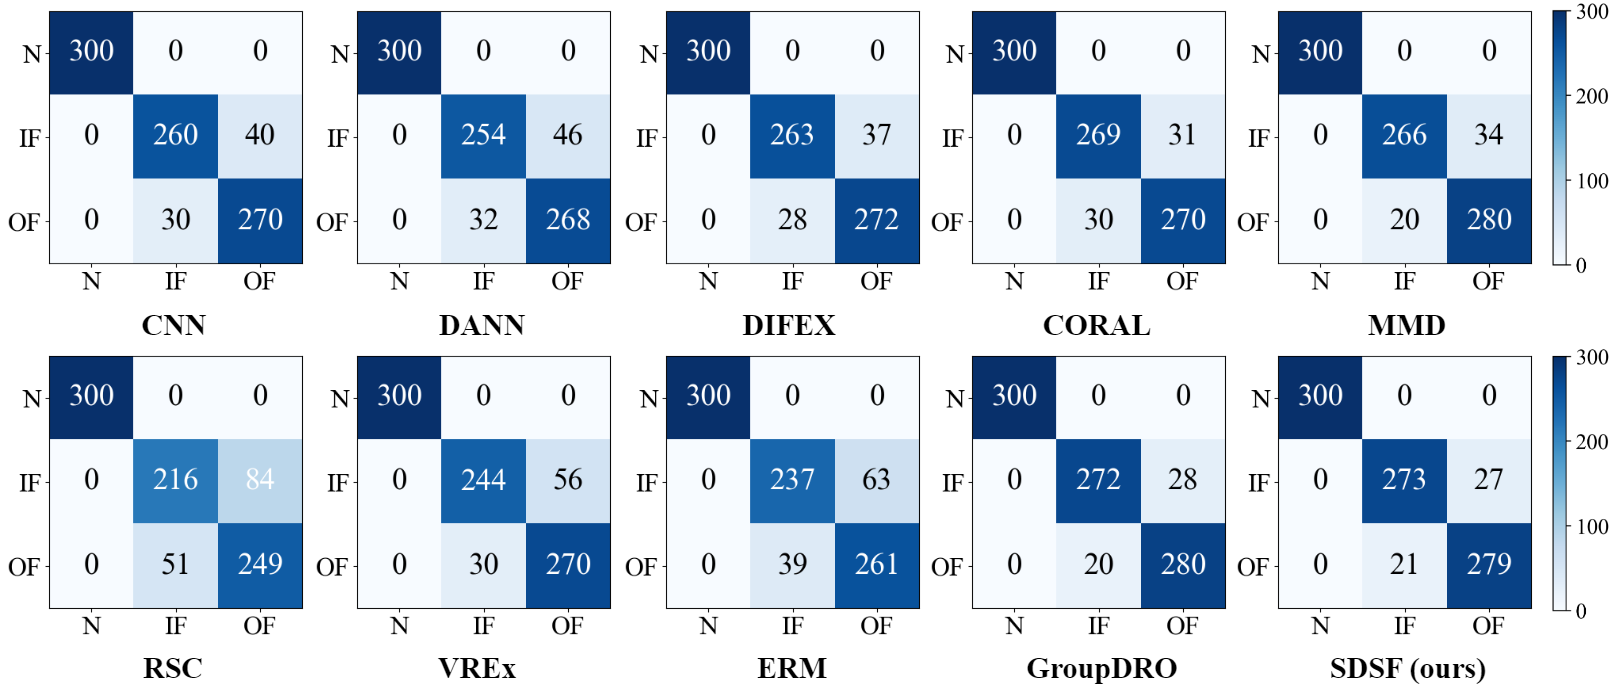 N 300 0 0 N 300 0 0 N 300 0 0 N 300 0 0 N 300 0 0 300
200
IF 0 260 40 IF 0 254 46 IF 0 263 37 IF 0 269 31 IF 0 266 34
100
OF 0 30 270 OF 0 32 268 OF 0 28 272 OF 0 30 270 OF 0 20 280
0
N IF OF N IF OF N IF OF N IF OF N IF OF
CNN DANN DIFEX CORAL MMD
300
N 300 0 0 N 300 0 0 N 300 0 0 N 300 0 0 N 300 0 0
200
IF 0 216 84 IF 0 244 56 IF 0 237 63 IF 0 272 28 IF 0 273 27
100
OF 0 51 249 OF 0 30 270 OF 0 39 261 OF 0 20 280 OF 0 21 279
0
N IF OF N IF OF N IF OF N IF OF N IF OF
RSC VREx ERM GroupDRO SDSF (ours)